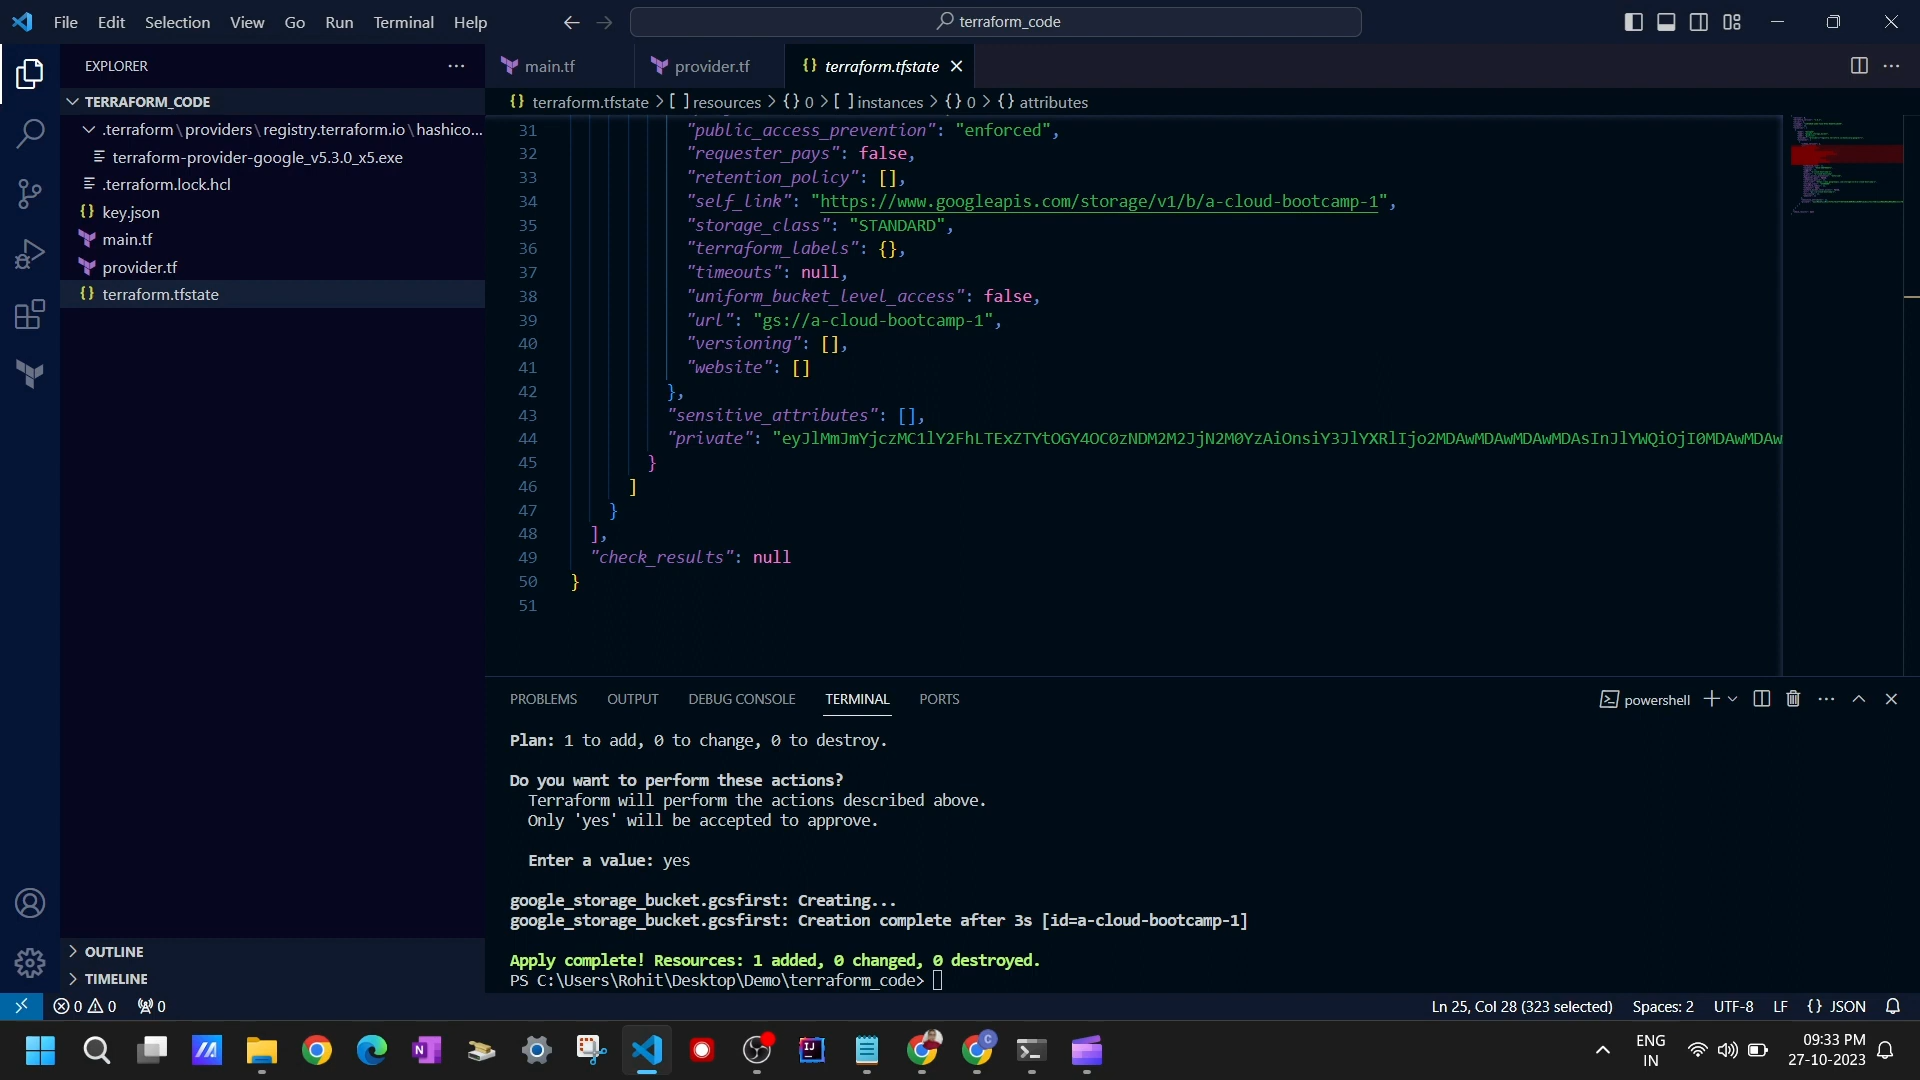 File Edit Selection View Go Run Terminal Help
terraform_code
EXPLORER
TERRAFORM_CODE
.terraform\providers\registry.terraform.io\hashico...
terraform-provider-google_v5.3.0_x5.exe
.terraform.lock.hcl
{} key.json
main.tf
provider.tf
{} terraform.tfstate
OUTLINE
TIMELINE
main.tf
provider.tf
{} terraform.tfstate
{} terraform.tfstate > [ ] resources > {} 0 > [ ] instances > {} 0 > {} attributes
31 "public_access_prevention": "enforced",
32 "requester_pays": false,
33 "retention_policy": [],
34 "self_link": "https://www.googleapis.com/storage/v1/b/a-cloud-bootcamp-1",
35 "storage_class": "STANDARD",
36 "terraform_labels": {},
37 "timeouts": null,
38 "uniform_bucket_level_access": false,
39 "url": "gs://a-cloud-bootcamp-1",
40 "versioning": [],
41 "website": []
42 },
43 "sensitive_attributes": [],
44 "private": "eyJlMmJmYjczMC1lY2FhLTExZTYtOGY4OC0zNDM2M2JjN2M0YzAiOnsiY3JlYXRlIjo2MDAwMDAwMDAwMDAsInJlYWQiOjI0MDAwMDAw
45 }
46 ]
47 }
48 ],
49 "check_results": null
50 }
51
PROBLEMS OUTPUT DEBUG CONSOLE TERMINAL PORTS
powershell
Plan: 1 to add, 0 to change, 0 to destroy.
Do you want to perform these actions?
Terraform will perform the actions described above.
Only 'yes' will be accepted to approve.
Enter a value: yes
google_storage_bucket.gcsfirst: Creating...
google_storage_bucket.gcsfirst: Creation complete after 3s [id=a-cloud-bootcamp-1]
Apply complete! Resources: 1 added, 0 changed, 0 destroyed.
PS C:\Users\Rohit\Desktop\Demo\terraform_code>
0 0 0
Ln 25, Col 28 (323 selected) Spaces: 2 UTF-8 LF {} JSON
ENG
IN
09:33 PM
27-10-2023